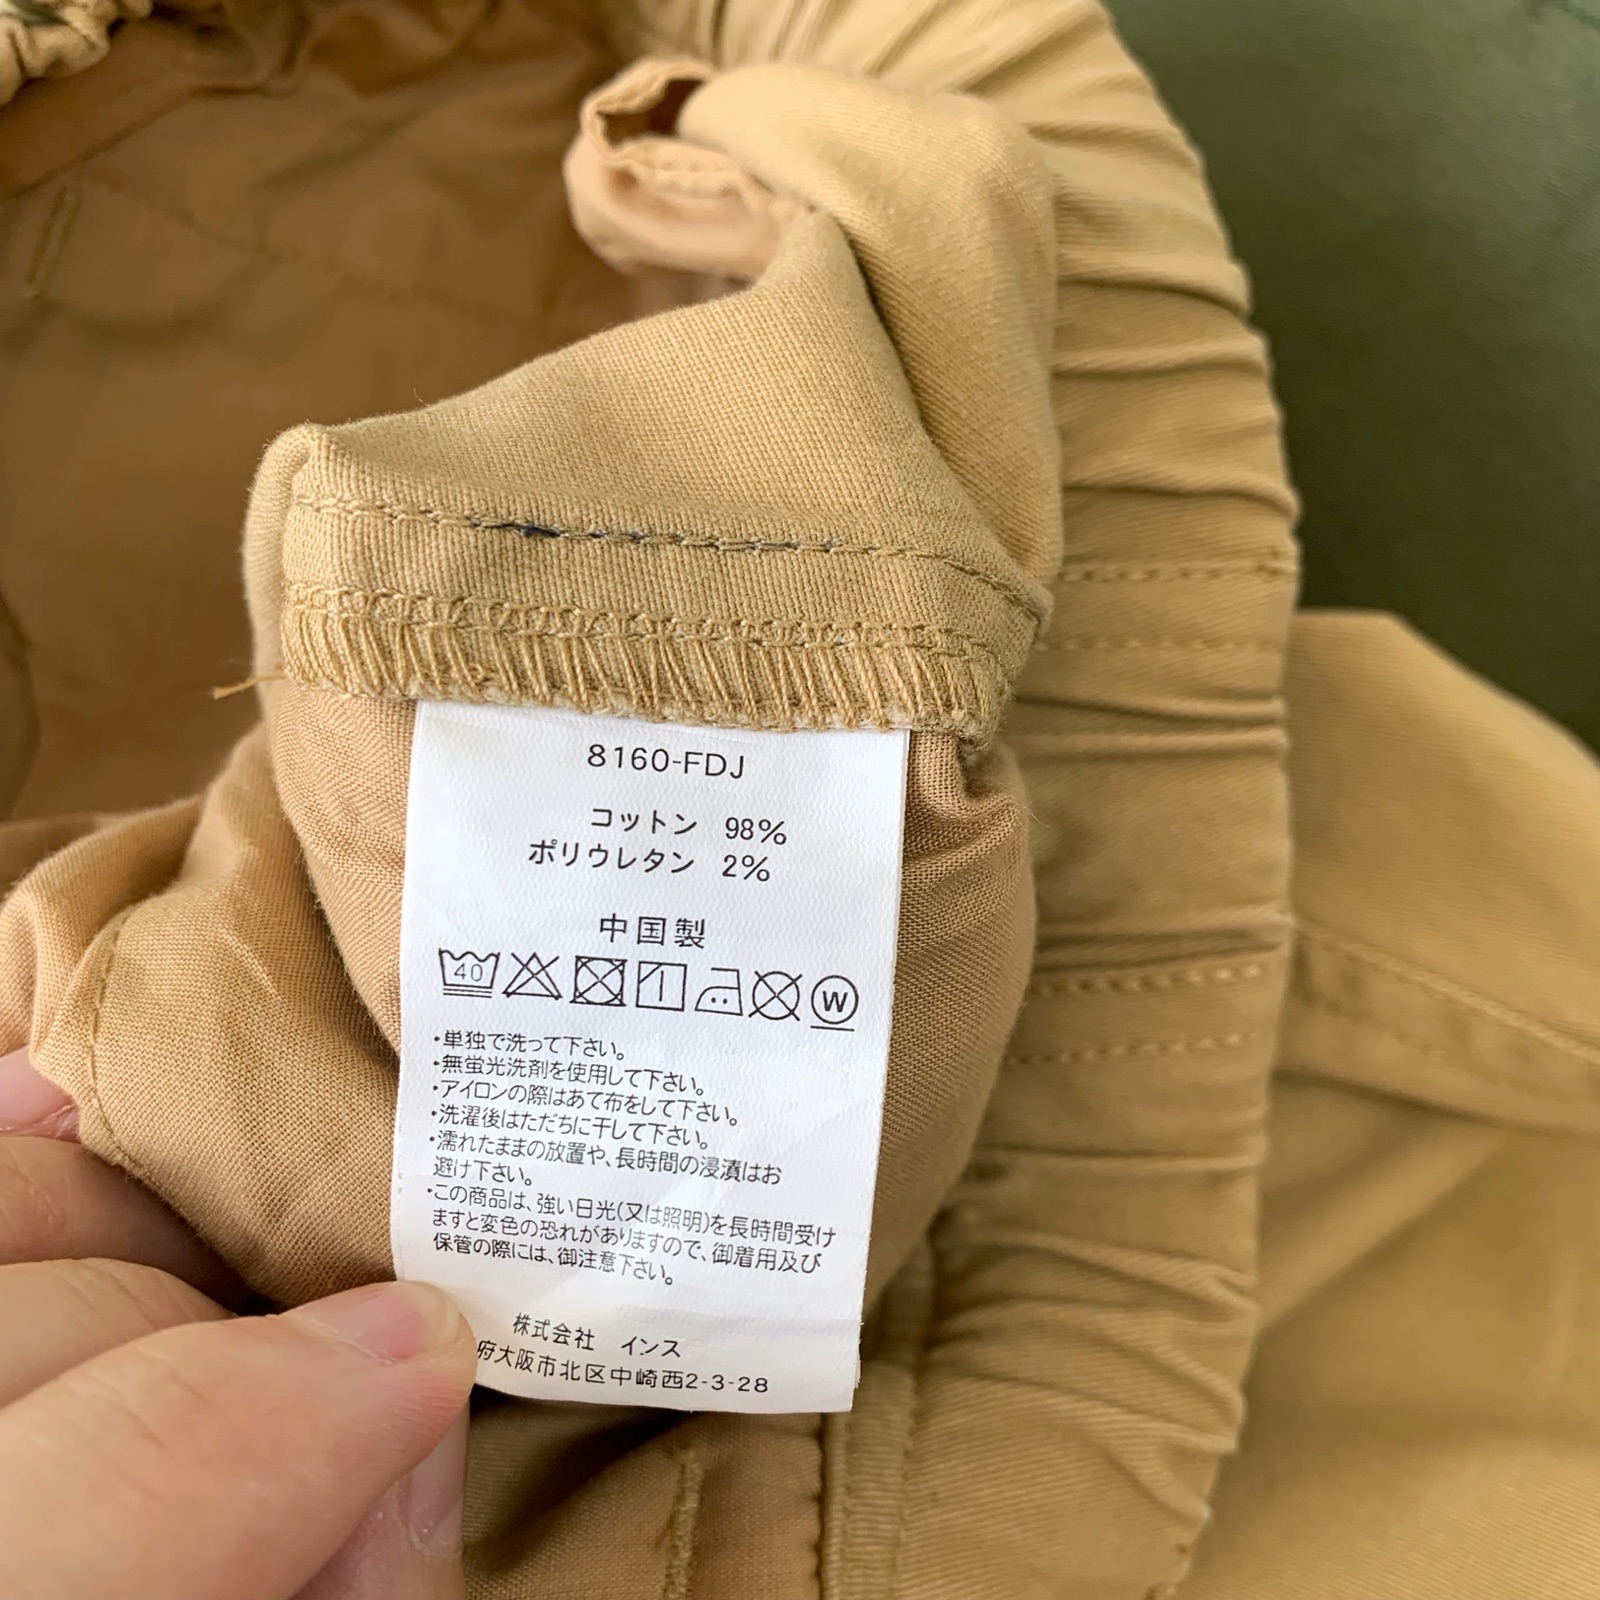 8160-FDJ
コットン 98%
ポリウレタン 2%
中国製
40
W
・単独で洗って下さい。
・無蛍光洗剤を使用して下さい。
・アイロンの際はあて布をして下さい。
・洗濯後はただちに干して下さい。
・濡れたままの放置や、長時間の浸漬はお
避け下さい。
・この商品は、強い日光(又は照明)を長時間受け
ますと変色の恐れがありますので、御着用及び
保管の際には、御注意下さい。
株式会社 インス
府大阪市北区中崎西2-3-28